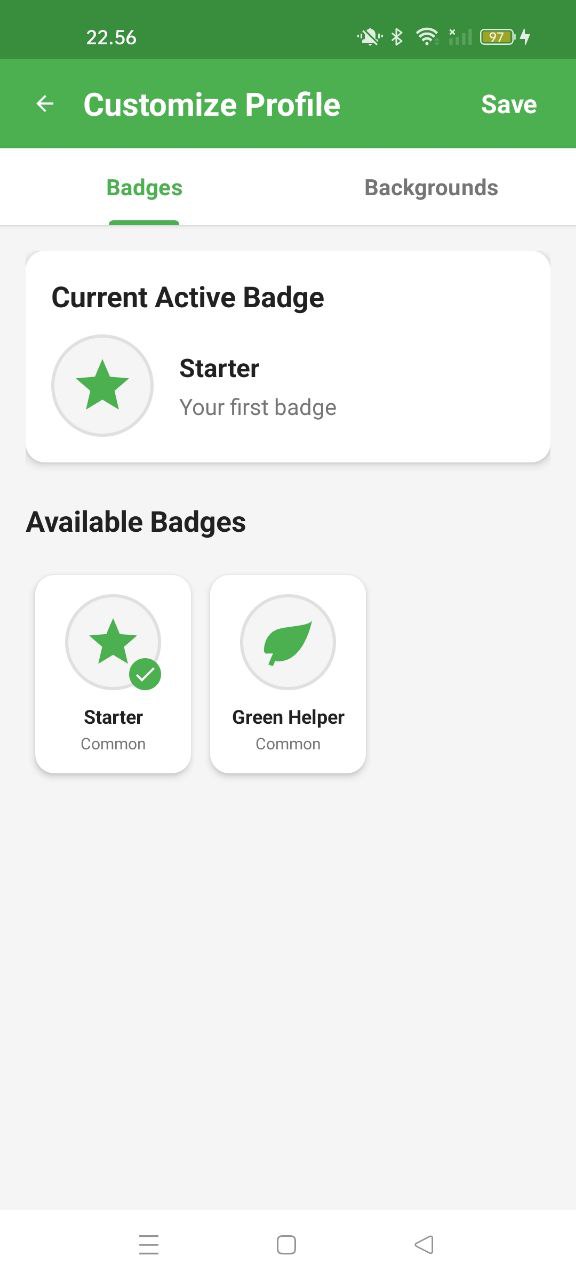 22.56
97
Customize Profile
Save
Badges
Backgrounds
Current Active Badge
Starter
Your first badge
Available Badges
Starter
Common
Green Helper
Common